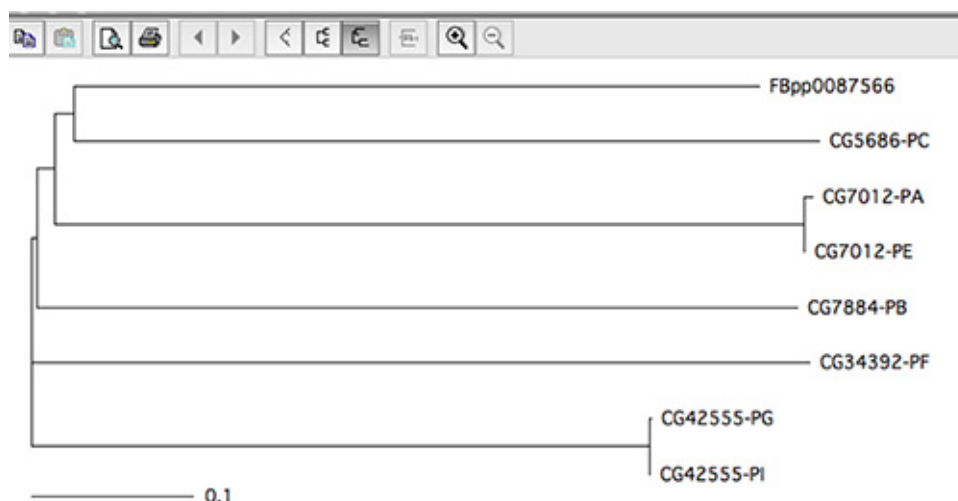 FBpp0087566
CG5686-PC
CG7012-PA
CG7012-PE
CG7884-PB
CG34392-PF
CG42555-PG
CG42555-PI
0.1